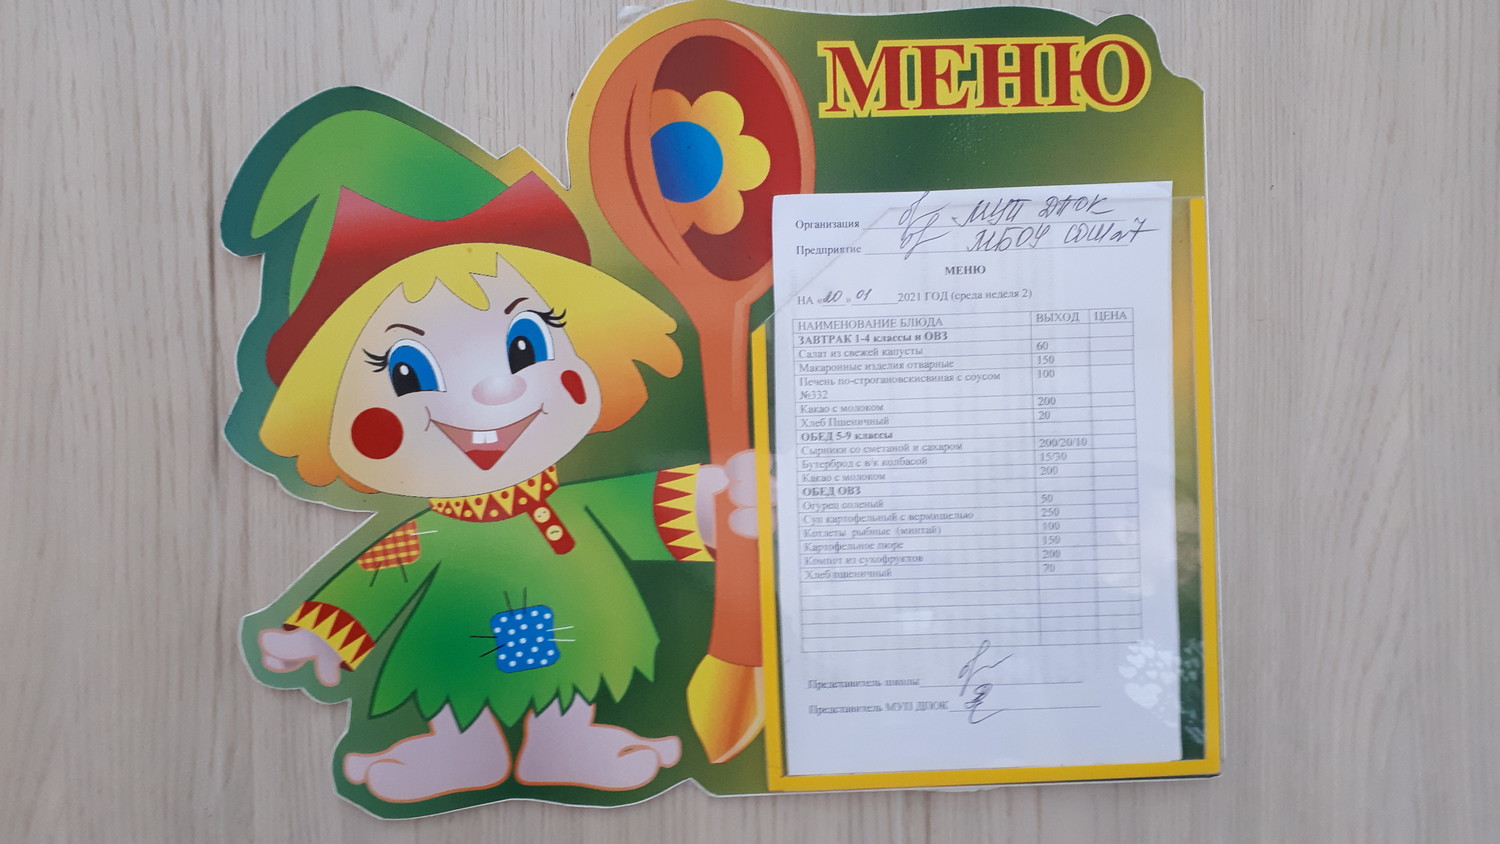 МЕНЮ
Организация МУП ДПОК
Предприятие МБОУ СОШ №7
МЕНЮ
НА «20» 01 2021 ГОД (среда неделя 2)
НАИМЕНОВАНИЕ БЛЮДА ВЫХОД ЦЕНА
ЗАВТРАК 1-4 классы и ОВЗ
Салат из свежей капусты 60
Макаронные изделия отварные 150
Печень по-строгановскисвиная с соусом 100
№332
Какао с молоком 200
Хлеб Пшеничный 20
ОБЕД 5-9 классы
Сырники со сметаной и сахаром 200/20/10
Бутерброд с в/к колбасой 15/30
Какао с молоком 200
ОБЕД ОВЗ
Огурец соленый 50
Суп картофельный с вермишелью 250
Котлеты рыбные (минтай) 100
Картофельное пюре 150
Компот из сухофруктов 200
Хлеб пшеничный 70
Представитель школы
Представитель МУП ДПОК